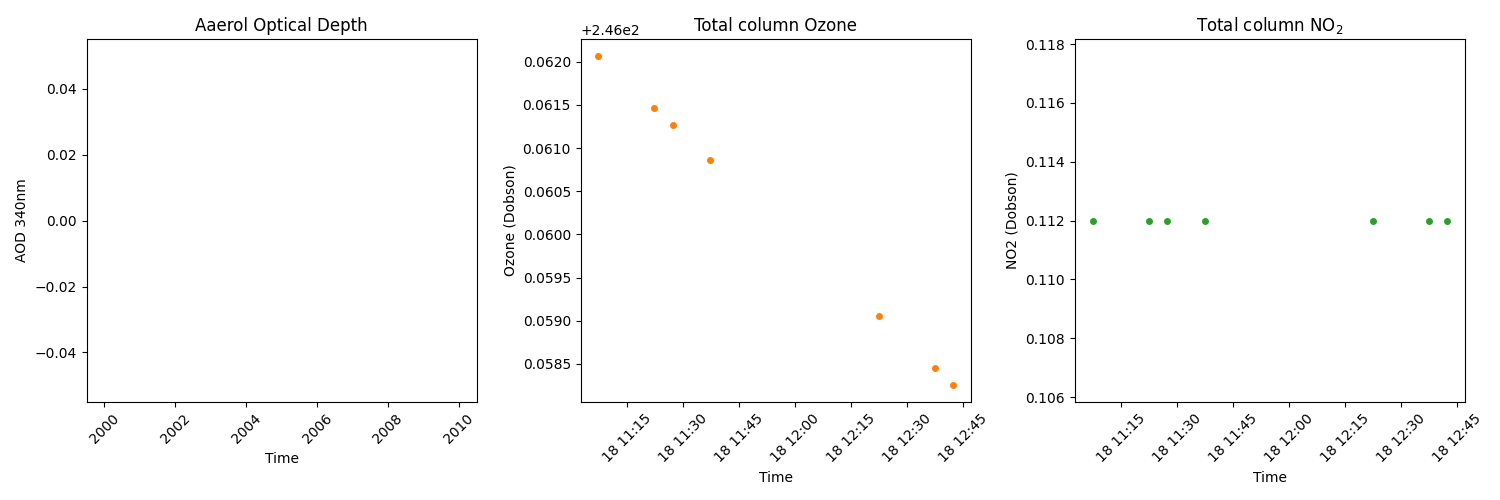 Aaerol Optical Depth
AOD 340nm
0.04
0.02
0.00
−0.02
−0.04
2000 2002 2004 2006 2008 2010
Time
Total column Ozone
+2.46e2
Ozone (Dobson)
0.0620
0.0615
0.0610
0.0605
0.0600
0.0595
0.0590
0.0585
18 11:15 18 11:30 18 11:45 18 12:00 18 12:15 18 12:30 18 12:45
Time
Total column NO₂
NO2 (Dobson)
0.118
0.116
0.114
0.112
0.110
0.108
0.106
18 11:15 18 11:30 18 11:45 18 12:00 18 12:15 18 12:30 18 12:45
Time